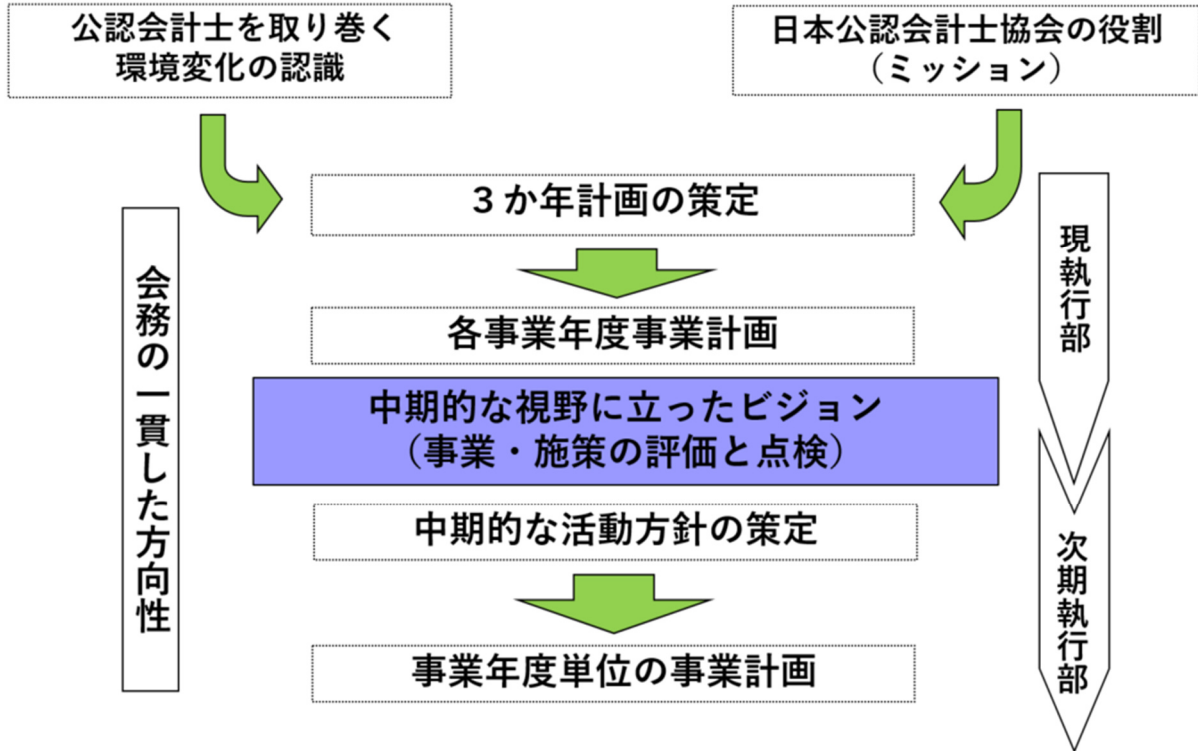 公認会計士を取り巻く
環境変化の認識
日本公認会計士協会の役割
（ミッション）
３か年計画の策定
各事業年度事業計画
中期的な視野に立ったビジョン
（事業・施策の評価と点検）
中期的な活動方針の策定
事業年度単位の事業計画
会務の一貫した方向性
現執行部
次期執行部